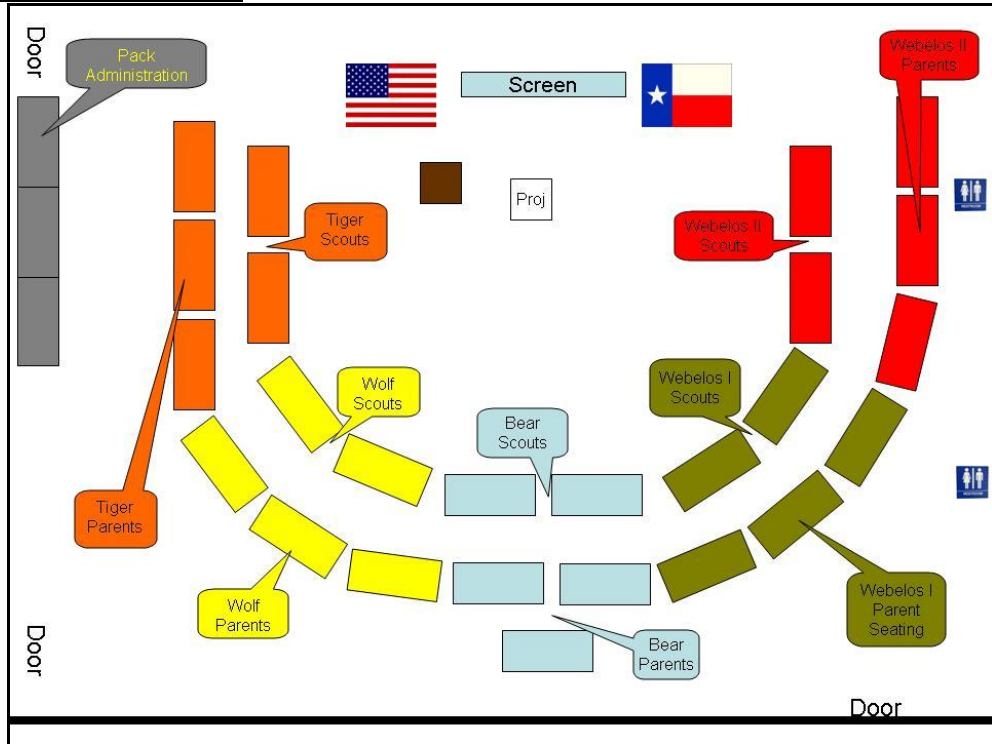 Door
Pack
Administration
Screen
Webelos II
Parents
Proj
Tiger
Scouts
Webelos II
Scouts
Wolf
Scouts
Webelos I
Scouts
Bear
Scouts
Tiger
Parents
Wolf
Parents
Webelos I
Parent
Seating
Bear
Parents
Door
Door